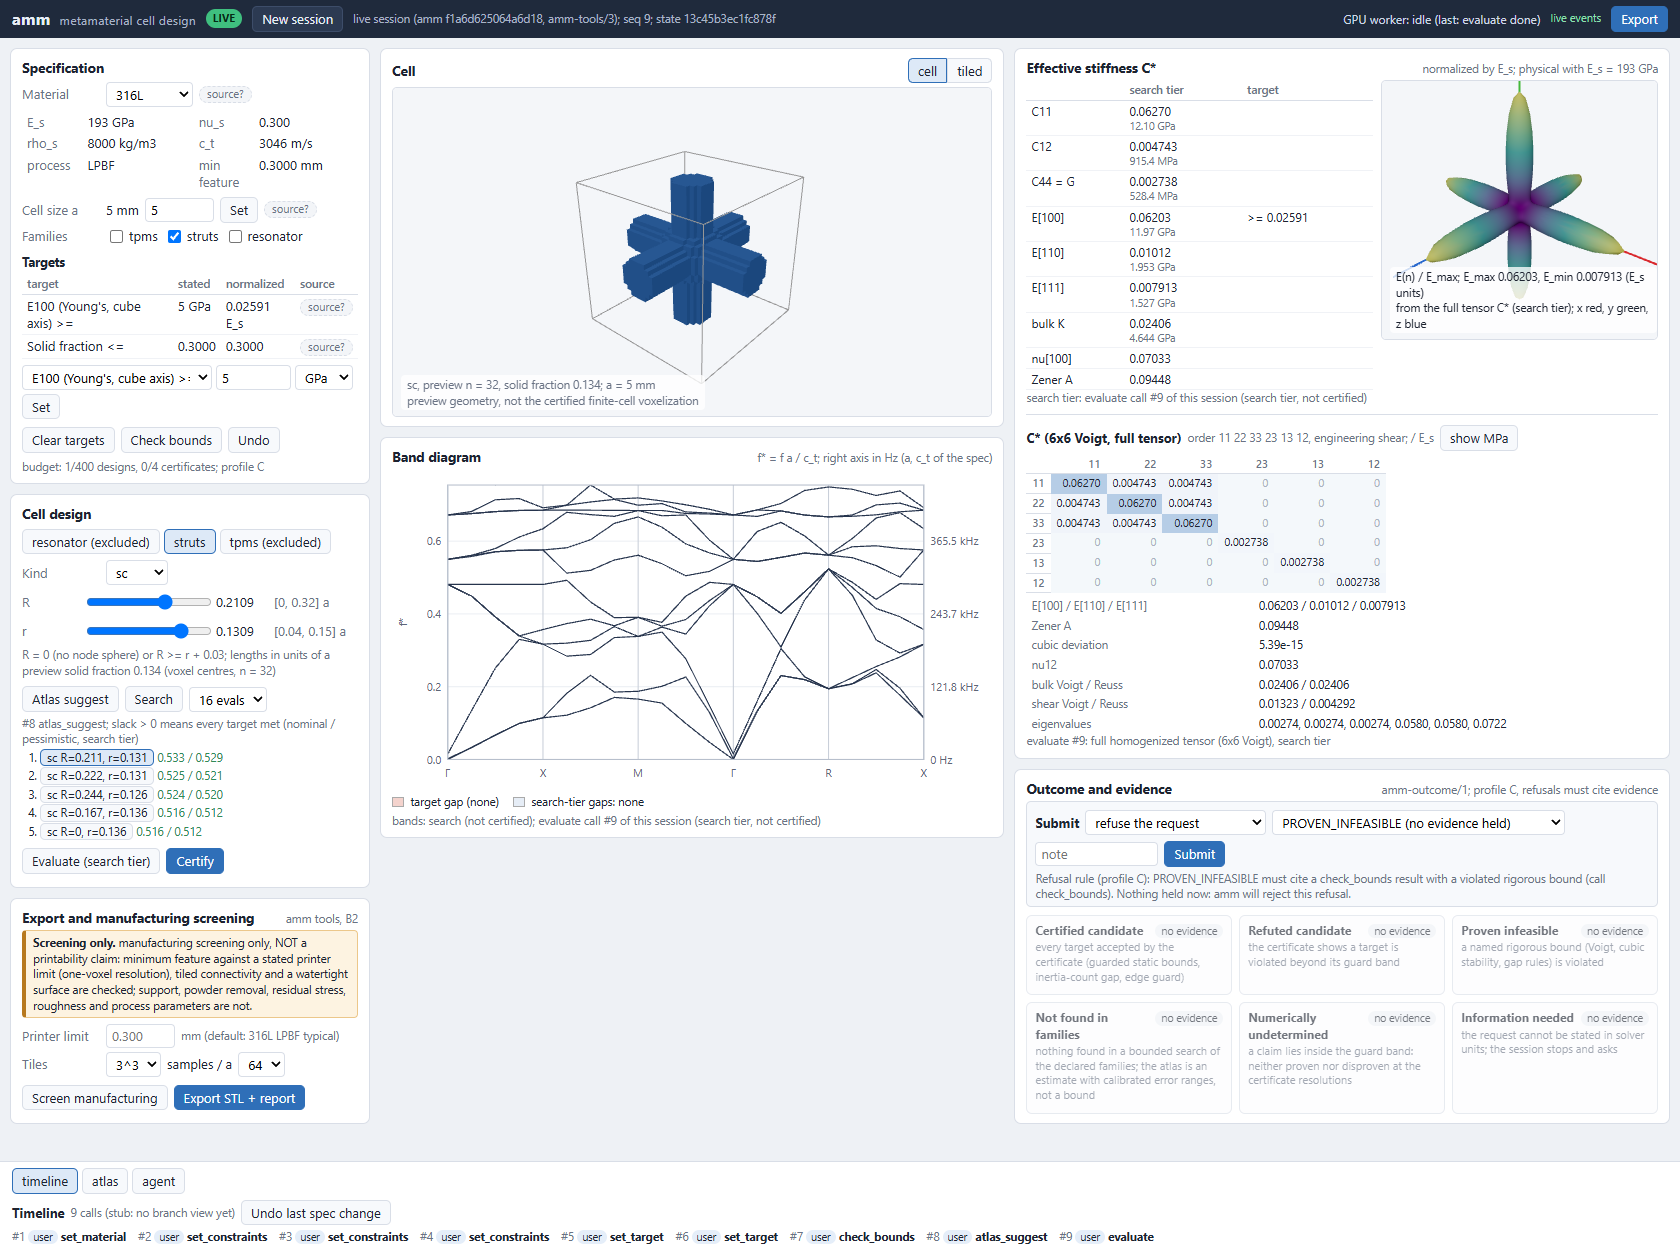 amm metamaterial cell design LIVE New session live session (amm f1a6d625064a6d18, amm-tools/3); seq 9; state 13c45b3ec1fc878f GPU worker: idle (last: evaluate done) live events Export
Specification
Material 316L source?
E_s 193 GPa nu_s 0.300
rho_s 8000 kg/m3 c_t 3046 m/s
process LPBF min feature 0.3000 mm
Cell size a 5 mm 5 Set source?
Families tpms struts resonator
Targets
target stated normalized source
E100 (Young's, cube axis) >= 5 GPa 0.02591 E_s source?
Solid fraction <= 0.3000 0.3000 source?
E100 (Young's, cube axis) >= 5 GPa
Set
Clear targets Check bounds Undo
budget: 1/400 designs, 0/4 certificates; profile C
Cell design
resonator (excluded) struts tpms (excluded)
Kind sc
R 0.2109 [0, 0.32] a
r 0.1309 [0.04, 0.15] a
R = 0 (no node sphere) or R >= r + 0.03; lengths in units of a
preview solid fraction 0.134 (voxel centres, n = 32)
Atlas suggest Search 16 evals
#8 atlas_suggest; slack > 0 means every target met (nominal /
pessimistic, search tier)
1. sc R=0.211, r=0.131 0.533 / 0.529
2. sc R=0.222, r=0.131 0.525 / 0.521
3. sc R=0.244, r=0.126 0.524 / 0.520
4. sc R=0.167, r=0.136 0.516 / 0.512
5. sc R=0, r=0.136 0.516 / 0.512
Evaluate (search tier) Certify
Export and manufacturing screening amm tools, B2
Screening only. manufacturing screening only, NOT a
printability claim: minimum feature against a stated printer
limit (one-voxel resolution), tiled connectivity and a watertight
surface are checked; support, powder removal, residual stress,
roughness and process parameters are not.
Printer limit 0.300 mm (default: 316L LPBF typical)
Tiles 3^3 samples / a 64
Screen manufacturing Export STL + report
Cell cell tiled
sc, preview n = 32, solid fraction 0.134; a = 5 mm
preview geometry, not the certified finite-cell voxelization
Band diagram f* = f a / c_t; right axis in Hz (a, c_t of the spec)
0.6 365.5 kHz
0.4 243.7 kHz
f*
0.2 121.8 kHz
0.0 0 Hz
Γ X M Γ R X
target gap (none) search-tier gaps: none
bands: search (not certified); evaluate call #9 of this session (search tier, not certified)
Effective stiffness C* normalized by E_s; physical with E_s = 193 GPa
search tier target
C11 0.06270
12.10 GPa
C12 0.004743
915.4 MPa
C44 = G 0.002738
528.4 MPa
E[100] 0.06203 >= 0.02591
11.97 GPa
E[110] 0.01012
1.953 GPa
E[111] 0.007913
1.527 GPa
bulk K 0.02406
4.644 GPa
nu[100] 0.07033
Zener A 0.09448
E(n) / E_max; E_max 0.06203, E_min 0.007913 (E_s
units)
from the full tensor C* (search tier); x red, y green,
z blue
search tier: evaluate call #9 of this session (search tier, not certified)
C* (6x6 Voigt, full tensor) order 11 22 33 23 13 12, engineering shear; / E_s show MPa
11 22 33 23 13 12
11 0.06270 0.004743 0.004743 0 0 0
22 0.004743 0.06270 0.004743 0 0 0
33 0.004743 0.004743 0.06270 0 0 0
23 0 0 0 0.002738 0 0
13 0 0 0 0 0.002738 0
12 0 0 0 0 0 0.002738
E[100] / E[110] / E[111] 0.06203 / 0.01012 / 0.007913
Zener A 0.09448
cubic deviation 5.39e-15
nu12 0.07033
bulk Voigt / Reuss 0.02406 / 0.02406
shear Voigt / Reuss 0.01323 / 0.004292
eigenvalues 0.00274, 0.00274, 0.00274, 0.0580, 0.0580, 0.0722
evaluate #9: full homogenized tensor (6x6 Voigt), search tier
Outcome and evidence amm-outcome/1; profile C, refusals must cite evidence
Submit refuse the request PROVEN_INFEASIBLE (no evidence held)
note Submit
Refusal rule (profile C): PROVEN_INFEASIBLE must cite a check_bounds result with a violated rigorous bound (call
check_bounds). Nothing held now: amm will reject this refusal.
Certified candidate no evidence
every target accepted by the
certificate (guarded static bounds,
inertia-count gap, edge guard)
Refuted candidate no evidence
the certificate shows a target is
violated beyond its guard band
Proven infeasible no evidence
a named rigorous bound (Voigt, cubic
stability, gap rules) is violated
Not found in
families no evidence
nothing found in a bounded search of
the declared families; the atlas is an
estimate with calibrated error ranges,
not a bound
Numerically
undetermined no evidence
a claim lies inside the guard band:
neither proven nor disproven at the
certificate resolutions
Information needed no evidence
the request cannot be stated in solver
units; the session stops and asks
timeline atlas agent
Timeline 9 calls (stub: no branch view yet) Undo last spec change
#1 user set_material #2 user set_constraints #3 user set_constraints #4 user set_constraints #5 user set_target #6 user set_target #7 user check_bounds #8 user atlas_suggest #9 user evaluate